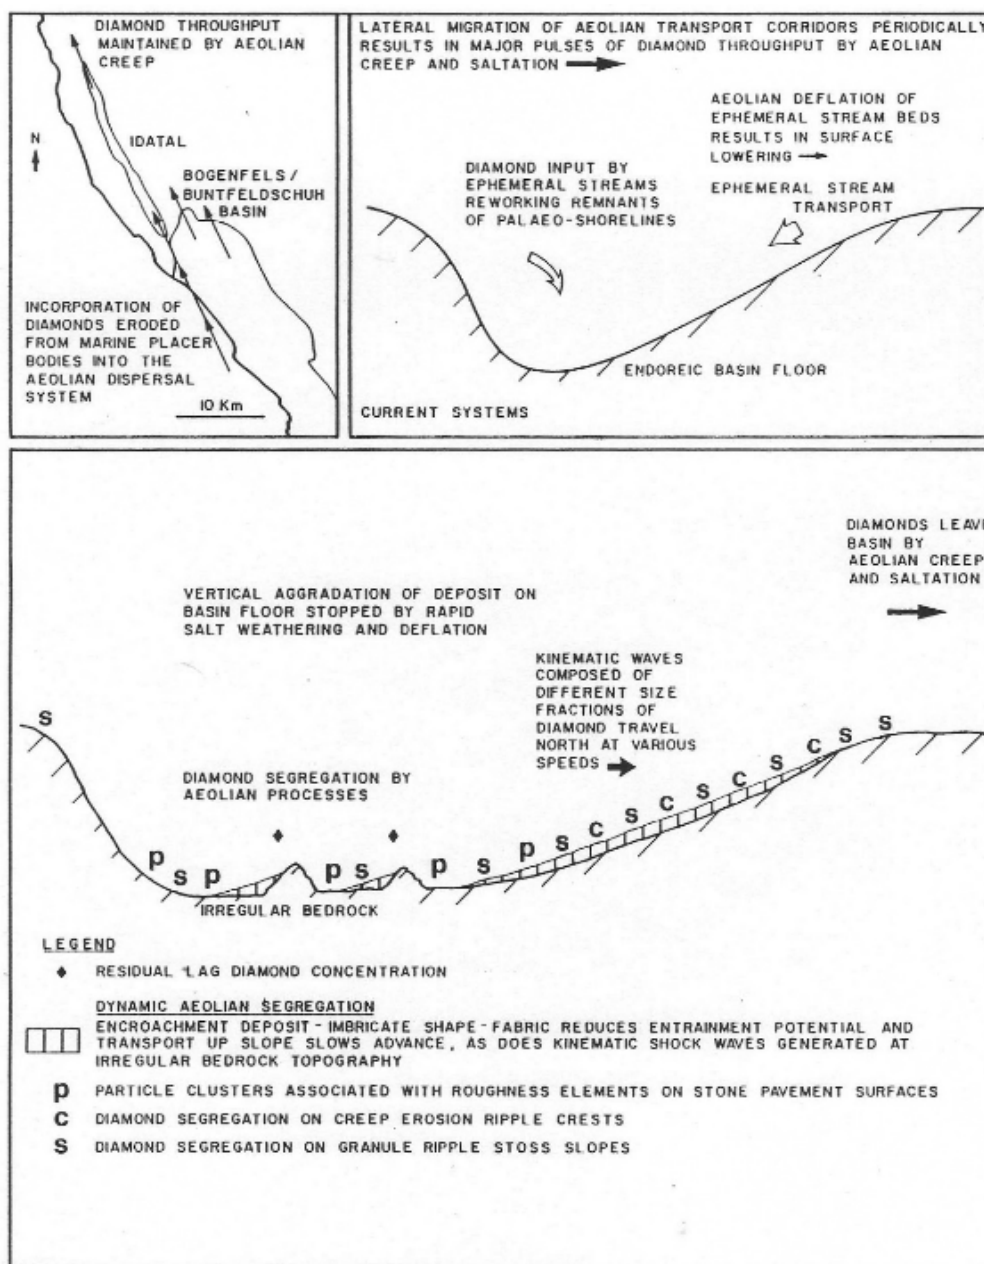 DIAMOND THROUGHPUT
MAINTAINED BY AEOLIAN
CREEP
N
IDATAL
BOGENFELS/
BUNTFELDSCHUH
BASIN
INCORPORATION OF
DIAMONDS ERODED
FROM MARINE PLACER
BODIES INTO THE
AEOLIAN DISPERSAL
SYSTEM
10 Km
LATERAL MIGRATION OF AEOLIAN TRANSPORT CORRIDORS PERIODICALLY
RESULTS IN MAJOR PULSES OF DIAMOND THROUGHPUT BY AEOLIAN
CREEP AND SALTATION
AEOLIAN DEFLATION OF
EPHEMERAL STREAM BEDS
RESULTS IN SURFACE
LOWERING
DIAMOND INPUT BY
EPHEMERAL STREAMS
REWORKING REMNANTS
OF PALAEO-SHORELINES
EPHEMERAL STREAM
TRANSPORT
ENDOREIC BASIN FLOOR
CURRENT SYSTEMS
DIAMONDS LEAV
BASIN BY
AEOLIAN CREEP
AND SALTATION
VERTICAL AGGRADATION OF DEPOSIT ON
BASIN FLOOR STOPPED BY RAPID
SALT WEATHERING AND DEFLATION
KINEMATIC WAVES
COMPOSED OF
DIFFERENT SIZE
FRACTIONS OF
DIAMOND TRAVEL
NORTH AT VARIOUS
SPEEDS
DIAMOND SEGREGATION BY
AEOLIAN PROCESSES
S p s p p s p s p s c s c s c s c s s
IRREGULAR BEDROCK
LEGEND
RESIDUAL LAG DIAMOND CONCENTRATION
DYNAMIC AEOLIAN SEGREGATION
ENCROACHMENT DEPOSIT - IMBRICATE SHAPE - FABRIC REDUCES ENTRAINMENT POTENTIAL AND
TRANSPORT UP SLOPE SLOWS ADVANCE, AS DOES KINEMATIC SHOCK WAVES GENERATED AT
IRREGULAR BEDROCK TOPOGRAPHY
p PARTICLE CLUSTERS ASSOCIATED WITH ROUGHNESS ELEMENTS ON STONE PAVEMENT SURFACES
c DIAMOND SEGREGATION ON CREEP EROSION RIPPLE CRESTS
s DIAMOND SEGREGATION ON GRANULE RIPPLE STOSS SLOPES